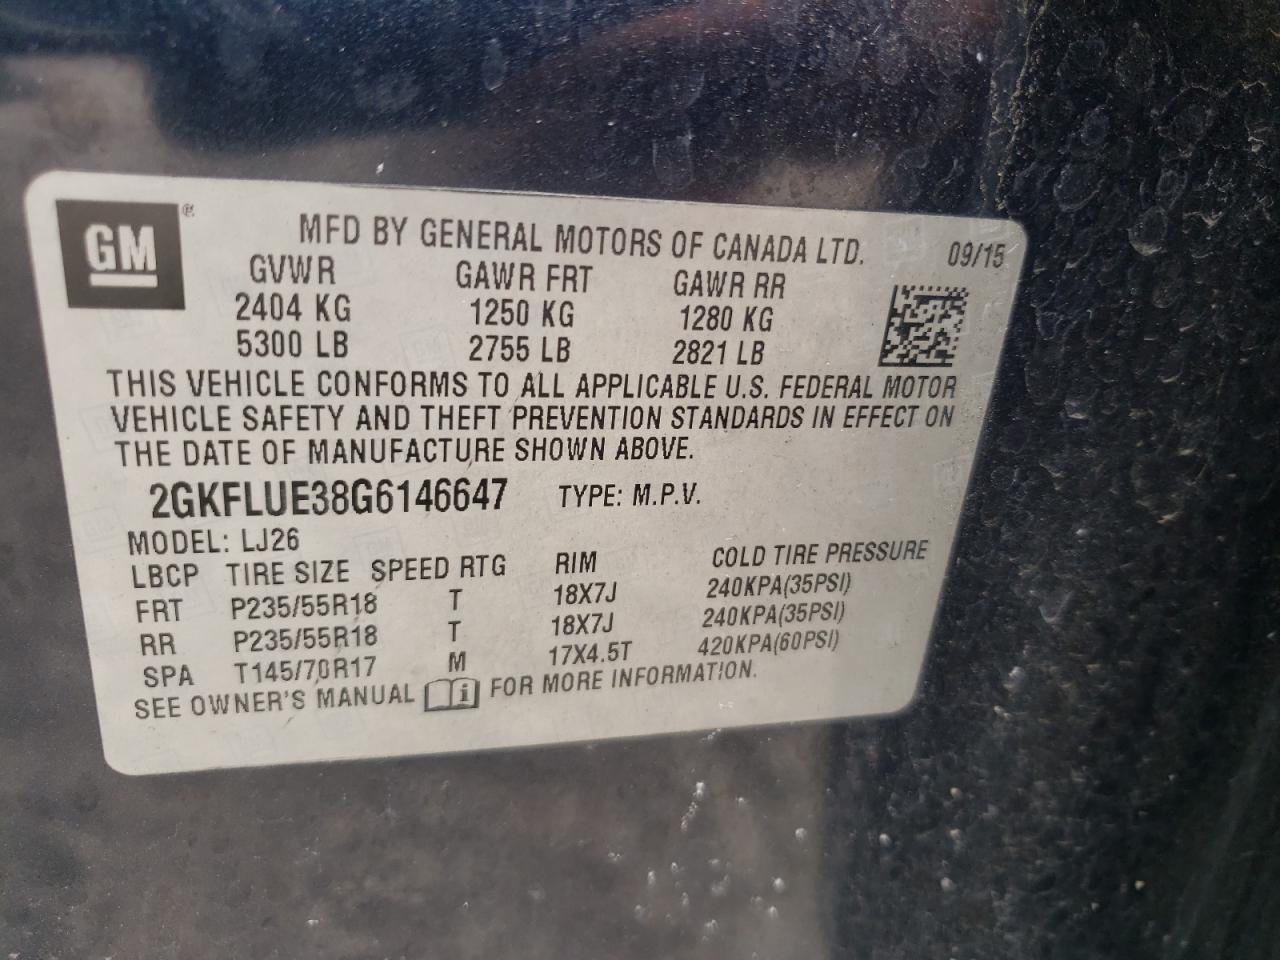 GM ®
MFD BY GENERAL MOTORS OF CANADA LTD. 09/15
GVWR GAWR FRT GAWR RR
2404 KG 1250 KG 1280 KG
5300 LB 2755 LB 2821 LB
THIS VEHICLE CONFORMS TO ALL APPLICABLE U.S. FEDERAL MOTOR
VEHICLE SAFETY AND THEFT PREVENTION STANDARDS IN EFFECT ON
THE DATE OF MANUFACTURE SHOWN ABOVE.
2GKFLUE38G6146647 TYPE: M.P.V.
MODEL: LJ26
LBCP TIRE SIZE SPEED RTG RIM COLD TIRE PRESSURE
FRT P235/55R18 T 18X7J 240KPA(35PSI)
RR P235/55R18 T 18X7J 240KPA(35PSI)
SPA T145/70R17 M 17X4.5T 420KPA(60PSI)
SEE OWNER'S MANUAL FOR MORE INFORMATION.